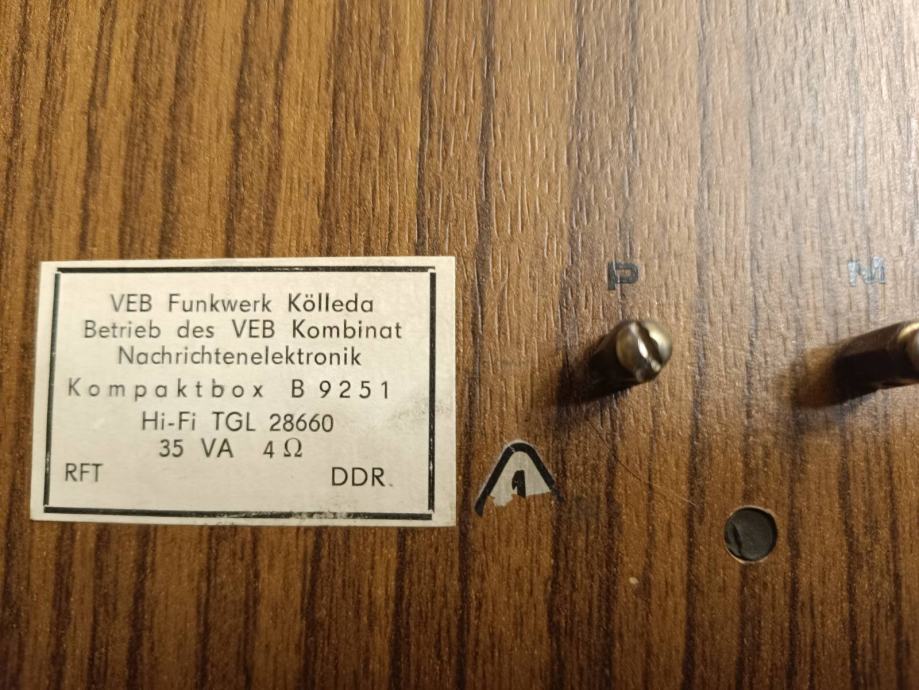 VEB Funkwerk Kölleda
Betrieb des VEB Kombinat
Nachrichtenelektronik
Kompaktbox B 9251
Hi-Fi TGL 28660
35 VA 4 Ω
RFT DDR
P M
1